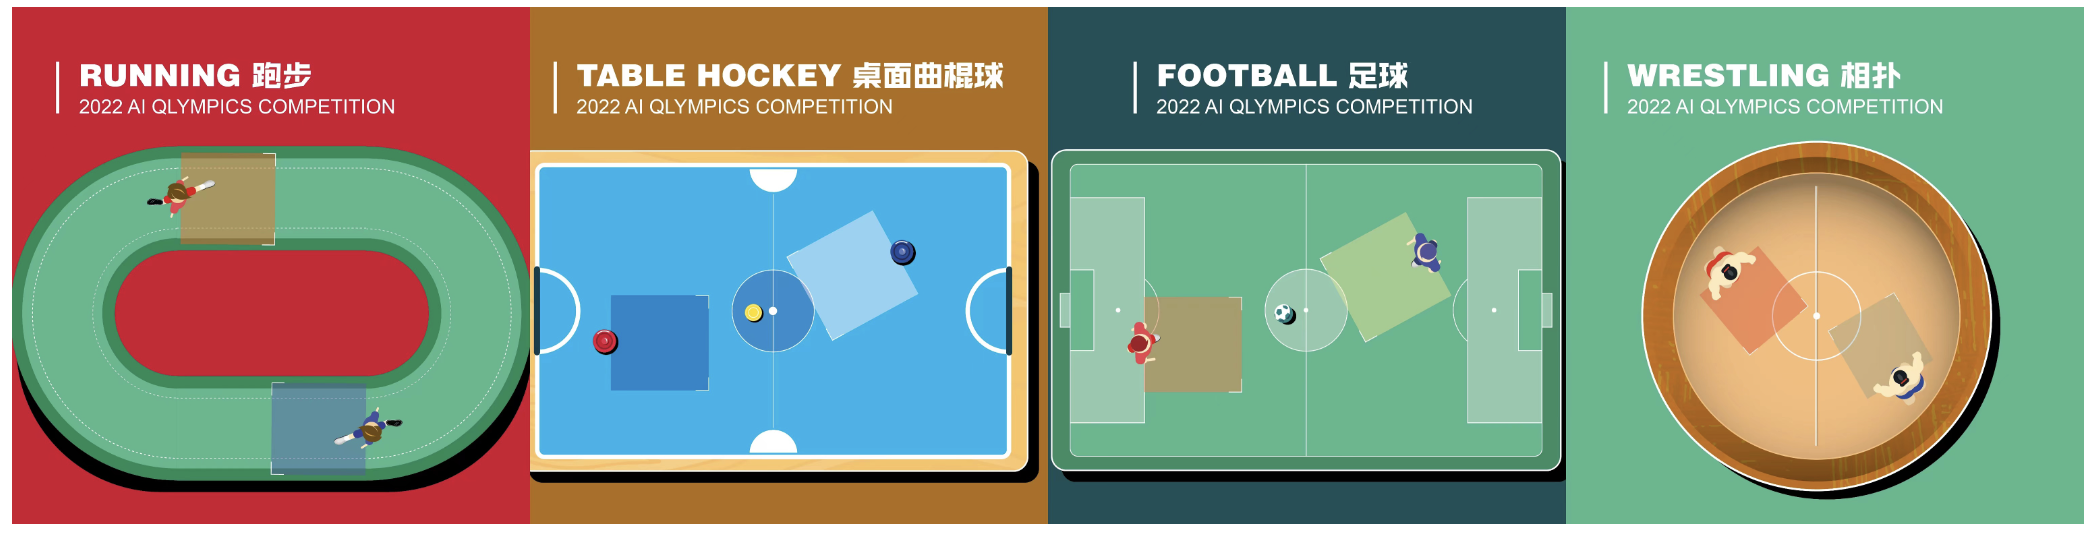 RUNNING 跑步
2022 AI QLYMPICS COMPETITION
TABLE HOCKEY 桌面曲棍球
2022 AI QLYMPICS COMPETITION
FOOTBALL 足球
2022 AI QLYMPICS COMPETITION
WRESTLING 相扑
2022 AI QLYMPICS COMPETITION